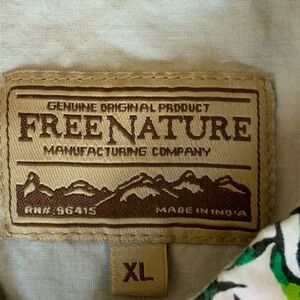 GENUINE ORIGINAL PRODUCT
FREENATURE
MANUFACTURING COMPANY
RN#: 96415 MADE IN INDIA
XL